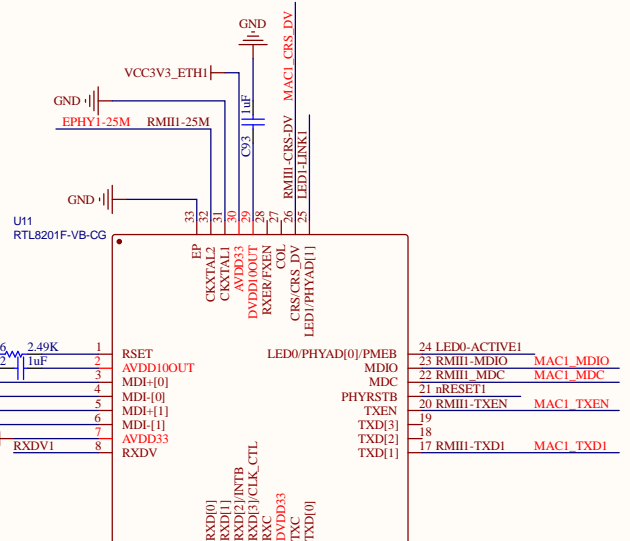 GND
VCC3V3_ETH1
GND
EPHY1-25M RMII1-25M
1uF
C93
MAC1_CRS_DV
RMII1-CRS-DV
LED1-LINK1
GND
U11
RTL8201F-VB-CG
33
32
31
30
29
28
27
26
25
EP
CKXTAL2
CKXTAL1
AVDD33
DVDD10OUT
RXER/FXEN
COL
CRS/CRS_DV
LED1/PHYAD[1]
6 2.49K 1 RSET
2 1uF 2 AVDD10OUT
3 MDI+[0]
4 MDI-[0]
5 MDI+[1]
6 MDI-[1]
7 AVDD33
RXDV1 8 RXDV
LED0/PHYAD[0]/PMEB 24 LED0-ACTIVE1
MDIO 23 RMII1-MDIO MAC1_MDIO
MDC 22 RMII1_MDC MAC1_MDC
PHYRSTB 21 nRESET1
TXEN 20 RMII1-TXEN MAC1_TXEN
TXD[3] 19
TXD[2] 18
TXD[1] 17 RMII1-TXD1 MAC1_TXD1
RXD[0]
RXD[1]
RXD[2]/INTB
RXD[3]/CLK_CTL
RXC
DVDD33
TXC
TXD[0]